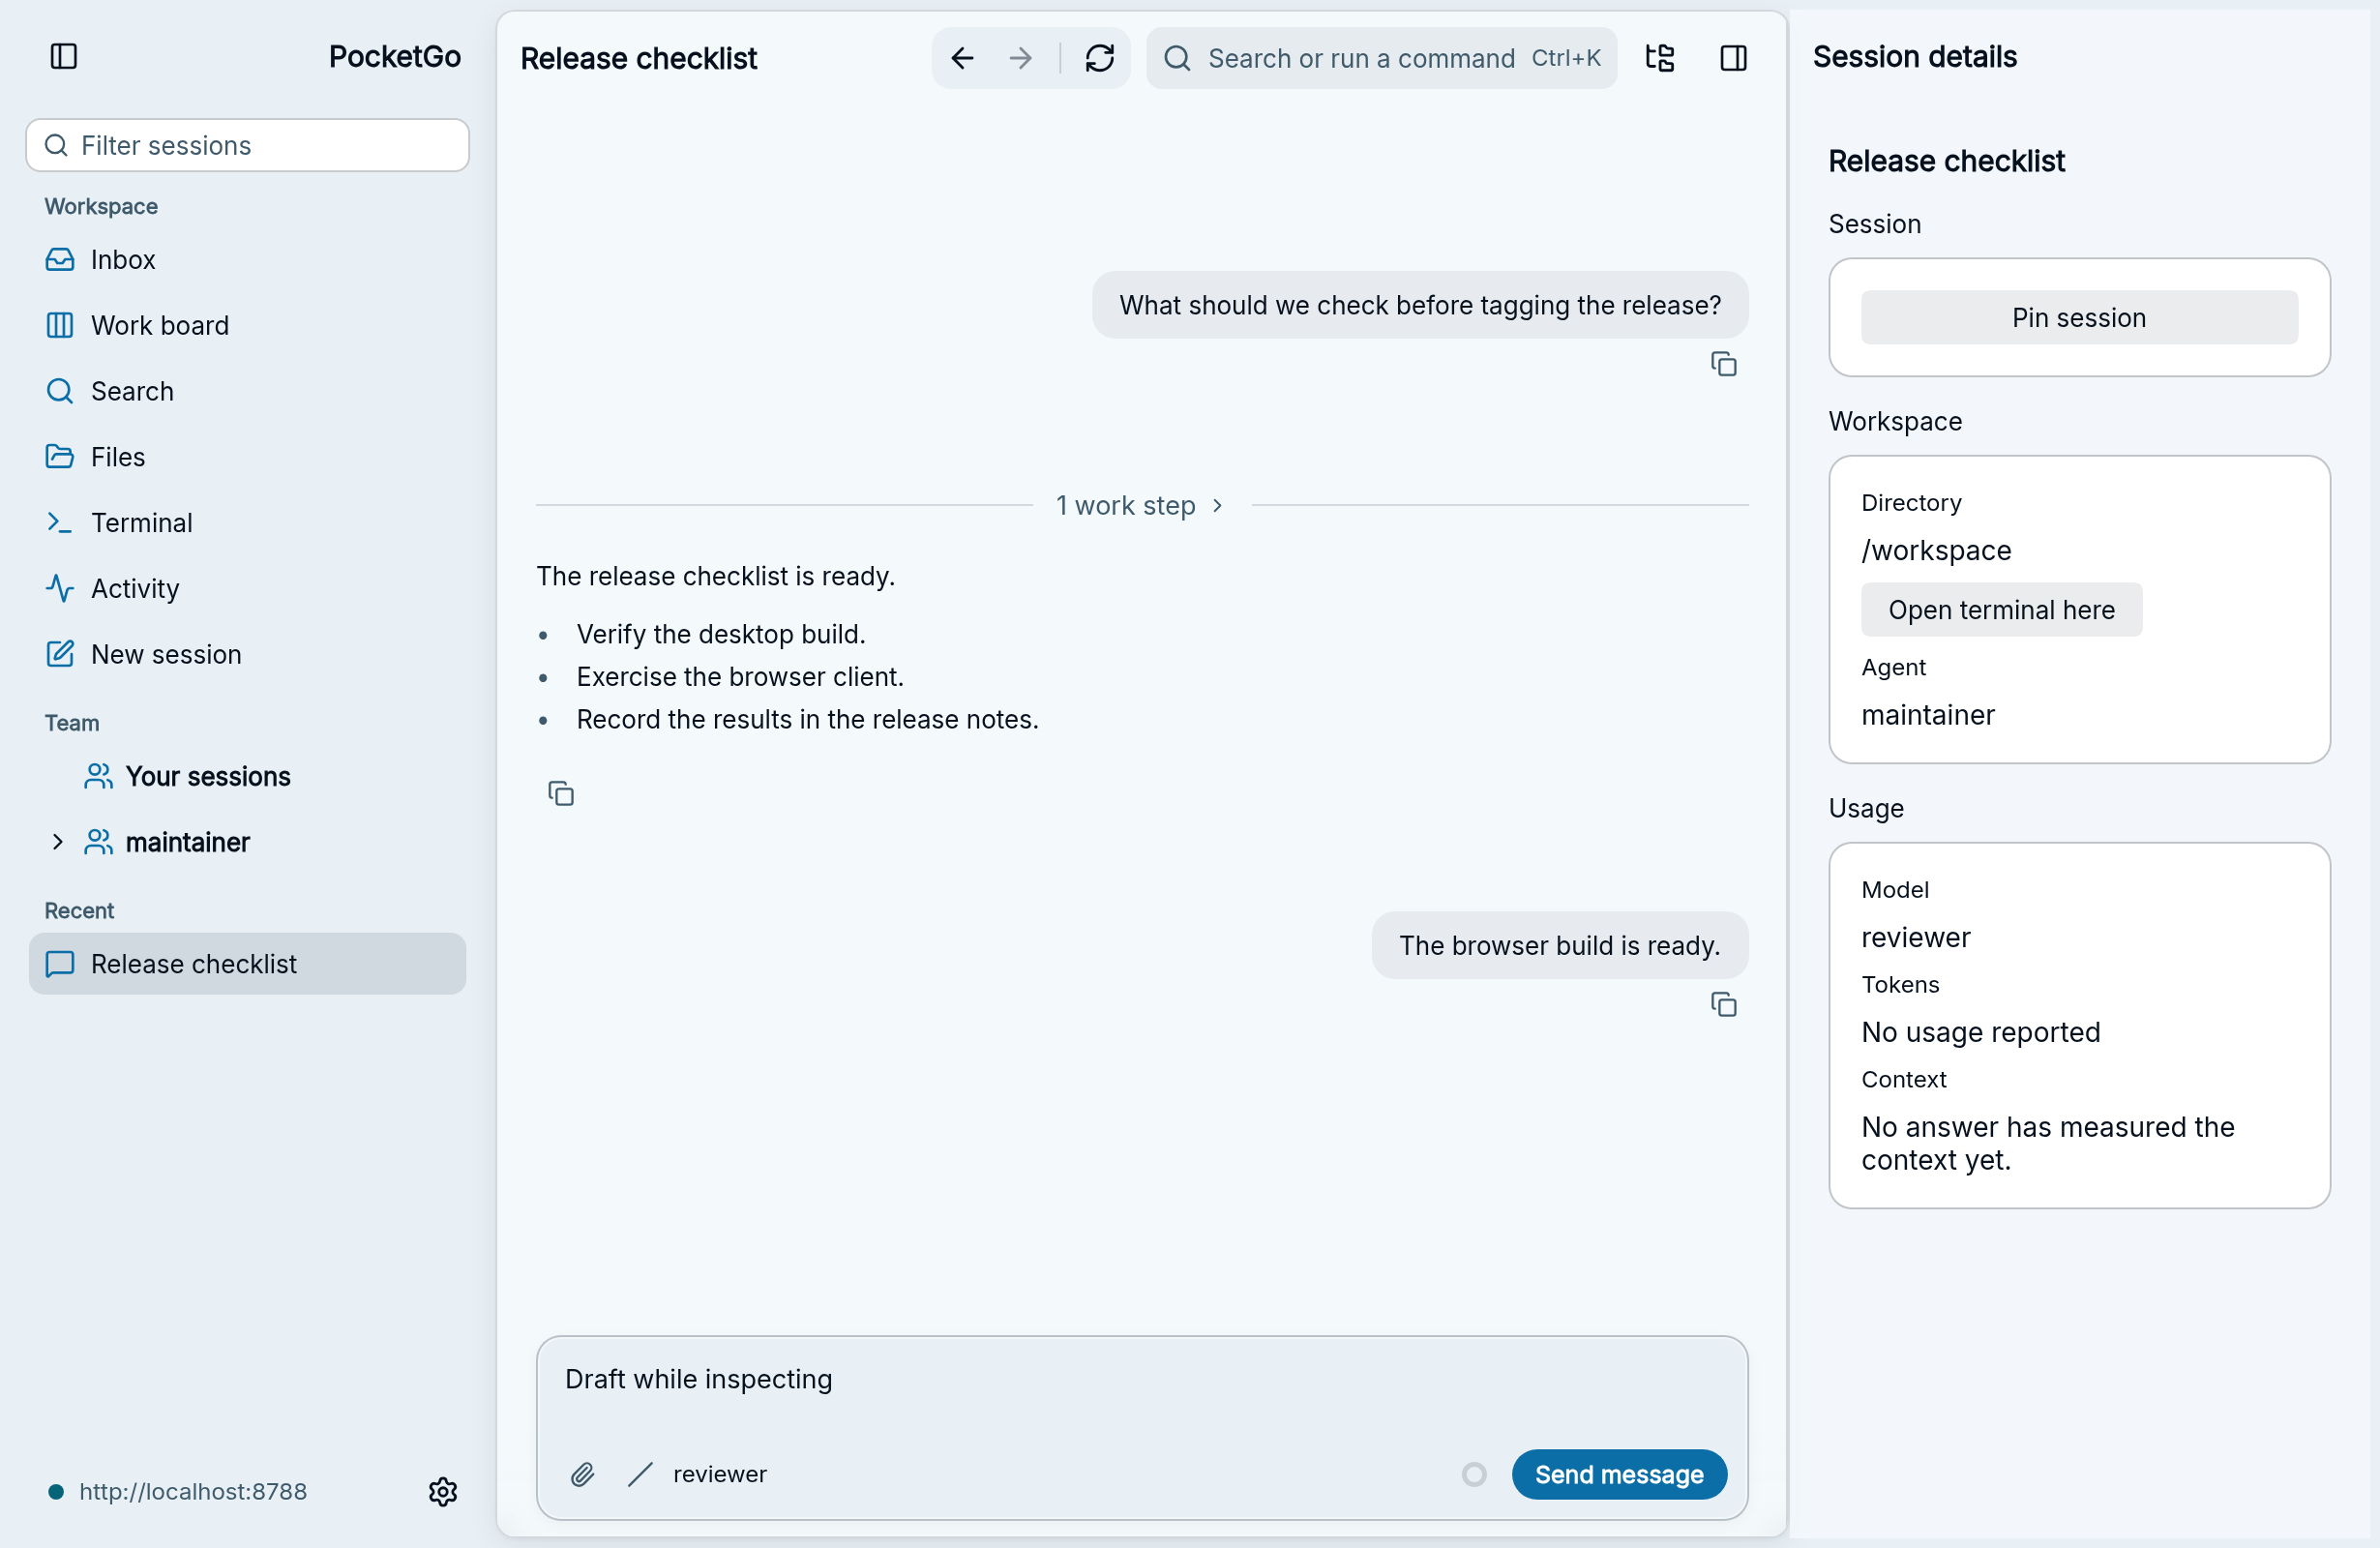 PocketGo
Filter sessions
Workspace
Inbox
Work board
Search
Files
Terminal
Activity
New session
Team
Your sessions
maintainer
Recent
Release checklist
http://localhost:8788
Release checklist
Search or run a command Ctrl+K
What should we check before tagging the release?
1 work step
The release checklist is ready.
• Verify the desktop build.
• Exercise the browser client.
• Record the results in the release notes.
The browser build is ready.
Draft while inspecting
reviewer
Send message
Session details
Release checklist
Session
Pin session
Workspace
Directory
/workspace
Open terminal here
Agent
maintainer
Usage
Model
reviewer
Tokens
No usage reported
Context
No answer has measured the
context yet.